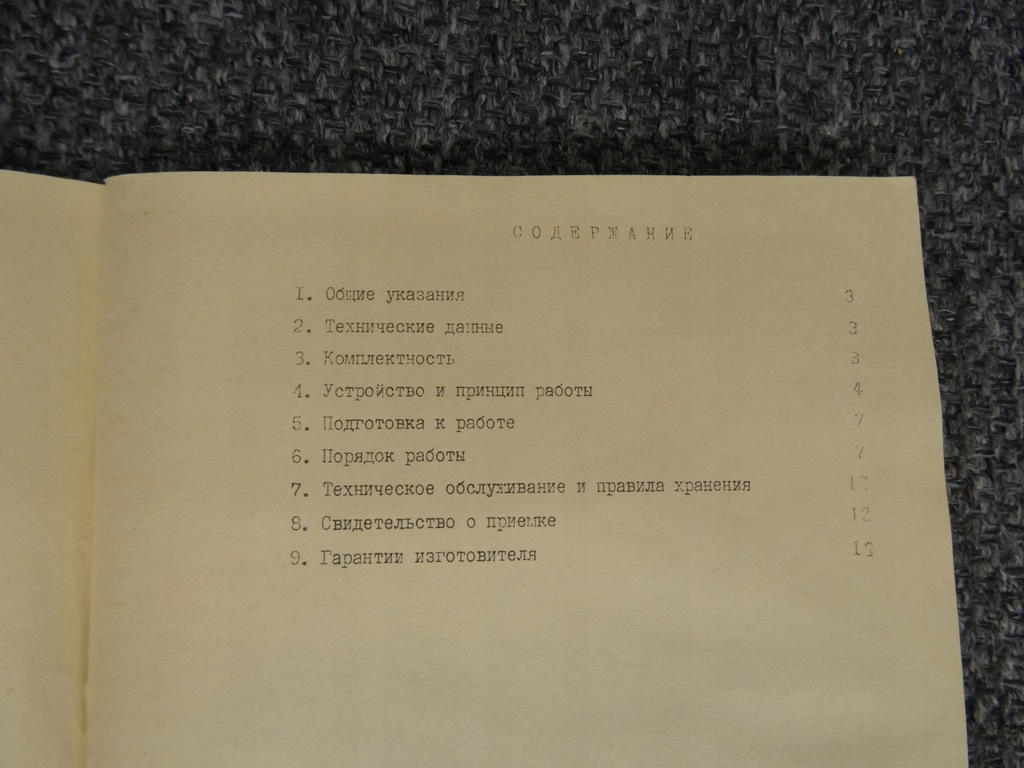 СОДЕРЖАНИЕ
1. Общие указания 3
2. Технические данные 3
3. Комплектность 3
4. Устройство и принцип работы 4
5. Подготовка к работе 7
6. Порядок работы 7
7. Техническое обслуживание и правила хранения
8. Свидетельство о приемке 12
9. Гарантии изготовителя